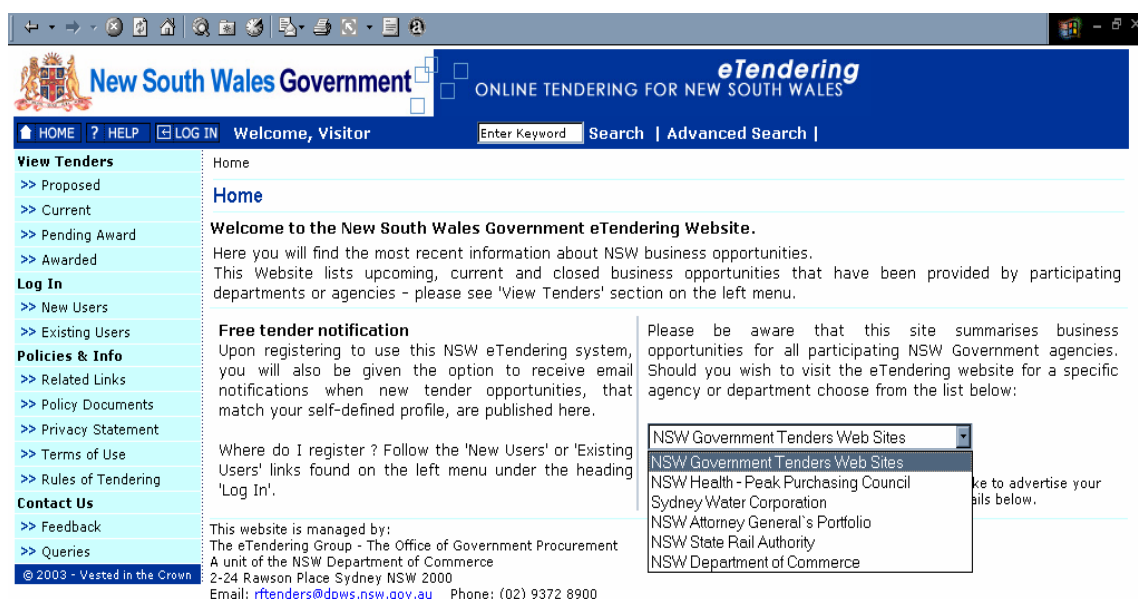 New South Wales Government
eTendering
ONLINE TENDERING FOR NEW SOUTH WALES
HOME ? HELP LOG IN Welcome, Visitor Enter Keyword Search | Advanced Search |
View Tenders
>> Proposed
>> Current
>> Pending Award
>> Awarded
Log In
>> New Users
>> Existing Users
Policies & Info
>> Related Links
>> Policy Documents
>> Privacy Statement
>> Terms of Use
>> Rules of Tendering
Contact Us
>> Feedback
>> Queries
© 2003 - Vested in the Crown
Home
Home
Welcome to the New South Wales Government eTendering Website.
Here you will find the most recent information about NSW business opportunities.
This Website lists upcoming, current and closed business opportunities that have been provided by participating
departments or agencies - please see 'View Tenders' section on the left menu.
Free tender notification
Upon registering to use this NSW eTendering system,
you will also be given the option to receive email
notifications when new tender opportunities, that
match your self-defined profile, are published here.
Where do I register ? Follow the 'New Users' or 'Existing
Users' links found on the left menu under the heading
'Log In'.
Please be aware that this site summarises business
opportunities for all participating NSW Government agencies.
Should you wish to visit the eTendering website for a specific
agency or department choose from the list below:
NSW Government Tenders Web Sites
NSW Government Tenders Web Sites
NSW Health - Peak Purchasing Council
Sydney Water Corporation
NSW Attorney General`s Portfolio
NSW State Rail Authority
NSW Department of Commerce
ke to advertise your
ails below.
This website is managed by:
The eTendering Group - The Office of Government Procurement
A unit of the NSW Department of Commerce
2-24 Rawson Place Sydney NSW 2000
Email: rftenders@dpws.nsw.gov.au Phone: (02) 9372 8900